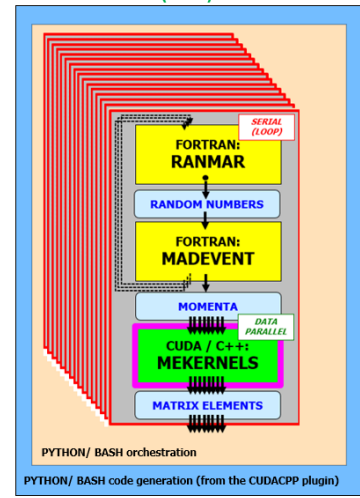 SERIAL
(LOOP)
FORTRAN:
RANMAR
RANDOM NUMBERS
FORTRAN:
MADEVENT
MOMENTA
DATA
PARALLEL
CUDA / C++:
MEKERNELS
MATRIX ELEMENTS
PYTHON/ BASH orchestration
PYTHON/ BASH code generation (from the CUDACPP plugin)